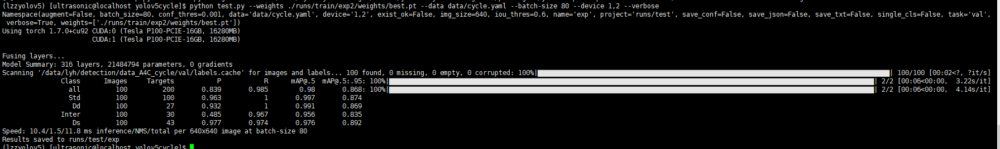 (lzzyolov5) [ultrasonic@localhost yolov5cycle]$ python test.py --weights ./runs/train/exp2/weights/best.pt --data data/cycle.yaml --batch-size 80 --device 1,2 --verbose
Namespace(augment=False, batch_size=80, conf_thres=0.001, data='data/cycle.yaml', device='1,2', exist_ok=False, img_size=640, iou_thres=0.6, name='exp', project='runs/test', save_conf=False, save_json=False, save_txt=False, single_cls=False, task='val',
verbose=True, weights=['./runs/train/exp2/weights/best.pt'])
Using torch 1.7.0+cu92 CUDA:0 (Tesla P100-PCIE-16GB, 16280MB)
CUDA:1 (Tesla P100-PCIE-16GB, 16280MB)
Fusing layers...
Model Summary: 316 layers, 21484794 parameters, 0 gradients
Scanning '/data/lyh/detection/data_A4C_cycle/val/labels.cache' for images and labels... 100 found, 0 missing, 0 empty, 0 corrupted: 100%| | 100/100 [00:02<?, ?it/s]
Class Images Targets P R mAP@.5 mAP@.5:.95: 100%| | 2/2 [00:06<00:00, 3.22s/it]
all 100 200 0.839 0.985 0.98 0.868: 100%| | 2/2 [00:06<00:00, 4.14s/it]
Std 100 100 0.963 1 0.997 0.874
Dd 100 27 0.932 1 0.991 0.869
Inter 100 30 0.485 0.967 0.956 0.835
Ds 100 43 0.977 0.974 0.976 0.892
Speed: 10.4/1.5/11.8 ms inference/NMS/total per 640x640 image at batch-size 80
Results saved to runs/test/exp
(lzzyolov5) [ultrasonic@localhost yolov5cycle]$